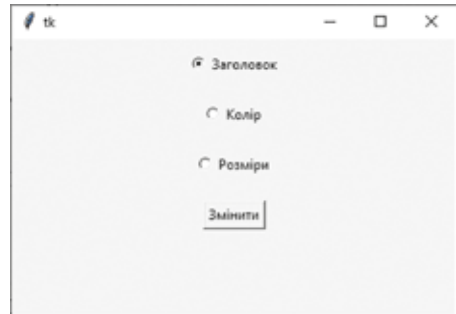 tk
Заголовок
Колір
Розміри
Змінити